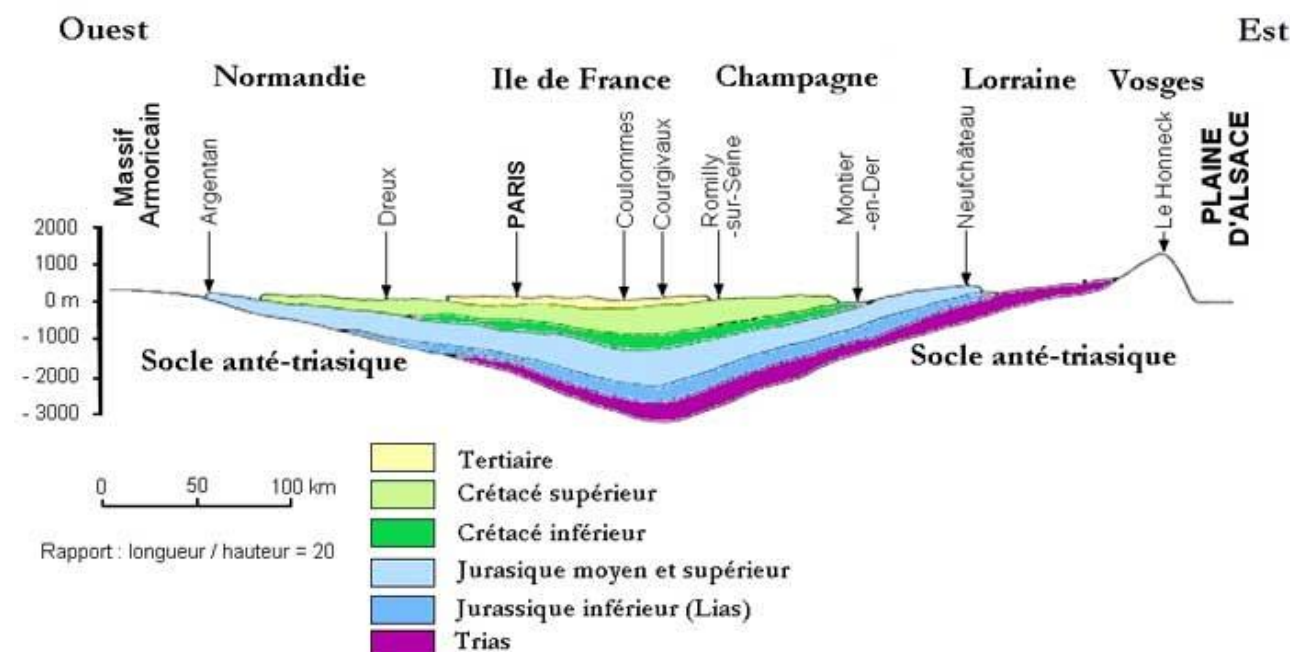 Ouest
Est
Normandie
Ile de France
Champagne
Lorraine
Vosges
Massif
Armoricain
Argentan
Dreux
PARIS
Coulommes
Courgivaux
Romilly
-sur-Seine
Montier
-en-Der
Neufchâteau
Le Honneck
PLAINE
D'ALSACE
2000
1000
0 m
- 1000
- 2000
- 3000
Socle anté-triasique
Socle anté-triasique
0
50
100 km
Rapport : longueur / hauteur = 20
Tertiaire
Crétacé supérieur
Crétacé inférieur
Jurasique moyen et supérieur
Jurassique inférieur (Lias)
Trias